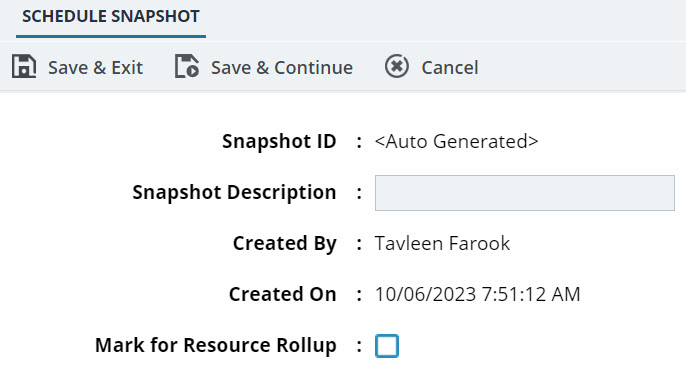 SCHEDULE SNAPSHOT
Save & Exit Save & Continue Cancel
Snapshot ID : <Auto Generated>
Snapshot Description :
Created By : Tavleen Farook
Created On : 10/06/2023 7:51:12 AM
Mark for Resource Rollup :